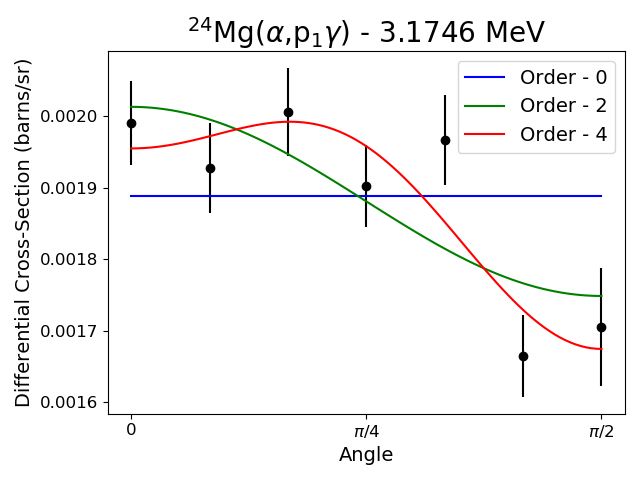 ²⁴Mg(α,p₁γ) - 3.1746 MeV
Order - 0
Order - 2
Order - 4
Differential Cross-Section (barns/sr)
0.0020
0.0019
0.0018
0.0017
0.0016
0
π/4
π/2
Angle